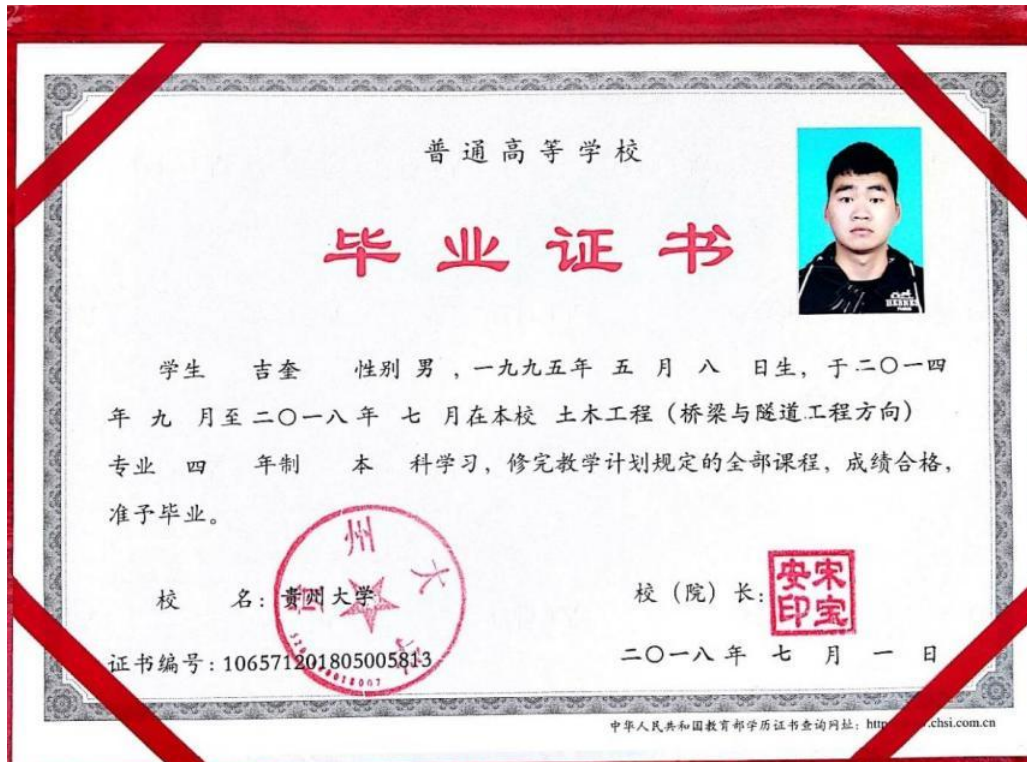 普通高等学校
毕业证书
HERMES
学生 吉奎 性别 男 ，一九九五年 五 月 八 日生，于二〇一四
年 九 月至 二〇一八 年 七 月在本校 土木工程（桥梁与隧道工程方向）
专业 四 年制 本 科学习，修完教学计划规定的全部课程，成绩合格，
准予毕业。
州大
校 名：贵州大学
校（院）长：
宋宝安印
证书编号：106571201805005813
二〇一八 年 七 月 一 日
中华人民共和国教育部学历证书查询网址：http .chsi.com.cn